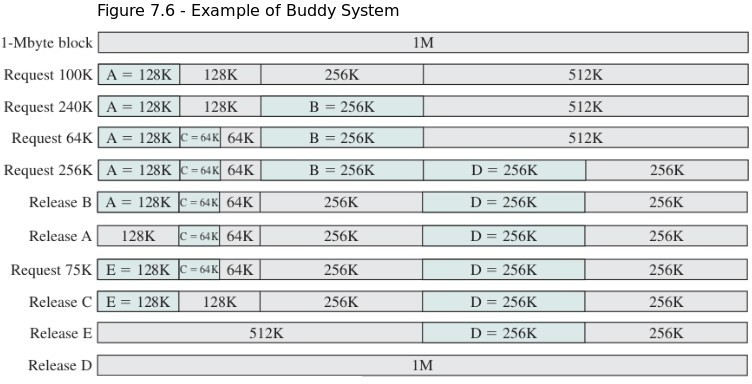 Figure 7.6 - Example of Buddy System
1-Mbyte block 1M
Request 100K A = 128K 128K 256K 512K
Request 240K A = 128K 128K B = 256K 512K
Request 64K A = 128K C = 64K 64K B = 256K 512K
Request 256K A = 128K C = 64K 64K B = 256K D = 256K 256K
Release B A = 128K C = 64K 64K 256K D = 256K 256K
Release A 128K C = 64K 64K 256K D = 256K 256K
Request 75K E = 128K C = 64K 64K 256K D = 256K 256K
Release C E = 128K 128K 256K D = 256K 256K
Release E 512K D = 256K 256K
Release D 1M